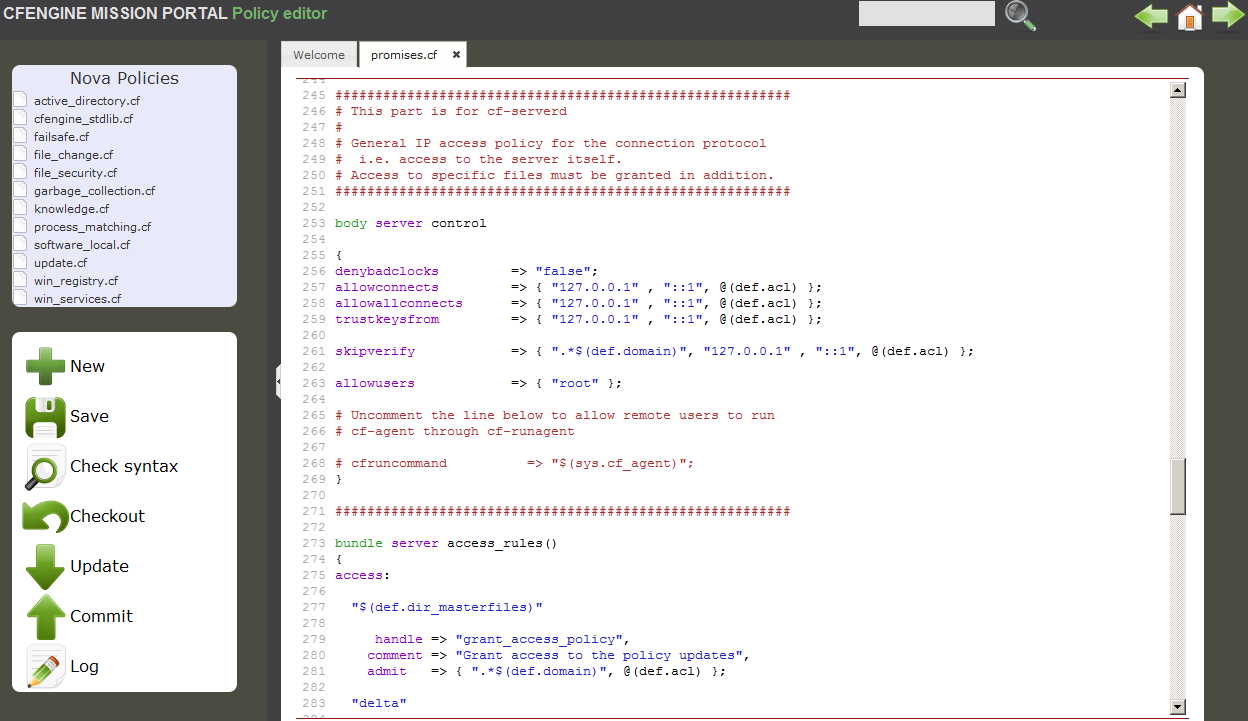 CFENGINE MISSION PORTAL Policy editor
Welcome
promises.cf
Nova Policies
active_directory.cf
cfengine_stdlib.cf
failsafe.cf
file_change.cf
file_security.cf
garbage_collection.cf
knowledge.cf
process_matching.cf
software_local.cf
update.cf
win_registry.cf
win_services.cf
New
Save
Check syntax
Checkout
Update
Commit
Log
244
245 #########################################################
246 # This part is for cf-serverd
247 #
248 # General IP access policy for the connection protocol
249 #  i.e. access to the server itself.
250 # Access to specific files must be granted in addition.
251 #########################################################
252
253 body server control
254
255 {
256 denybadclocks         => "false";
257 allowconnects         => { "127.0.0.1" , "::1", @(def.acl) };
258 allowallconnects      => { "127.0.0.1" , "::1", @(def.acl) };
259 trustkeysfrom         => { "127.0.0.1" , "::1", @(def.acl) };
260
261 skipverify            => { ".*$(def.domain)", "127.0.0.1" , "::1", @(def.acl) };
262
263 allowusers            => { "root" };
264
265 # Uncomment the line below to allow remote users to run
266 # cf-agent through cf-runagent
267
268 # cfruncommand          => "$(sys.cf_agent)";
269 }
270
271 #########################################################
272
273 bundle server access_rules()
274 {
275 access:
276
277   "$(def.dir_masterfiles)"
278
279      handle => "grant_access_policy",
280     comment => "Grant access to the policy updates",
281     admit   => { ".*$(def.domain)", @(def.acl) };
282
283   "delta"
284